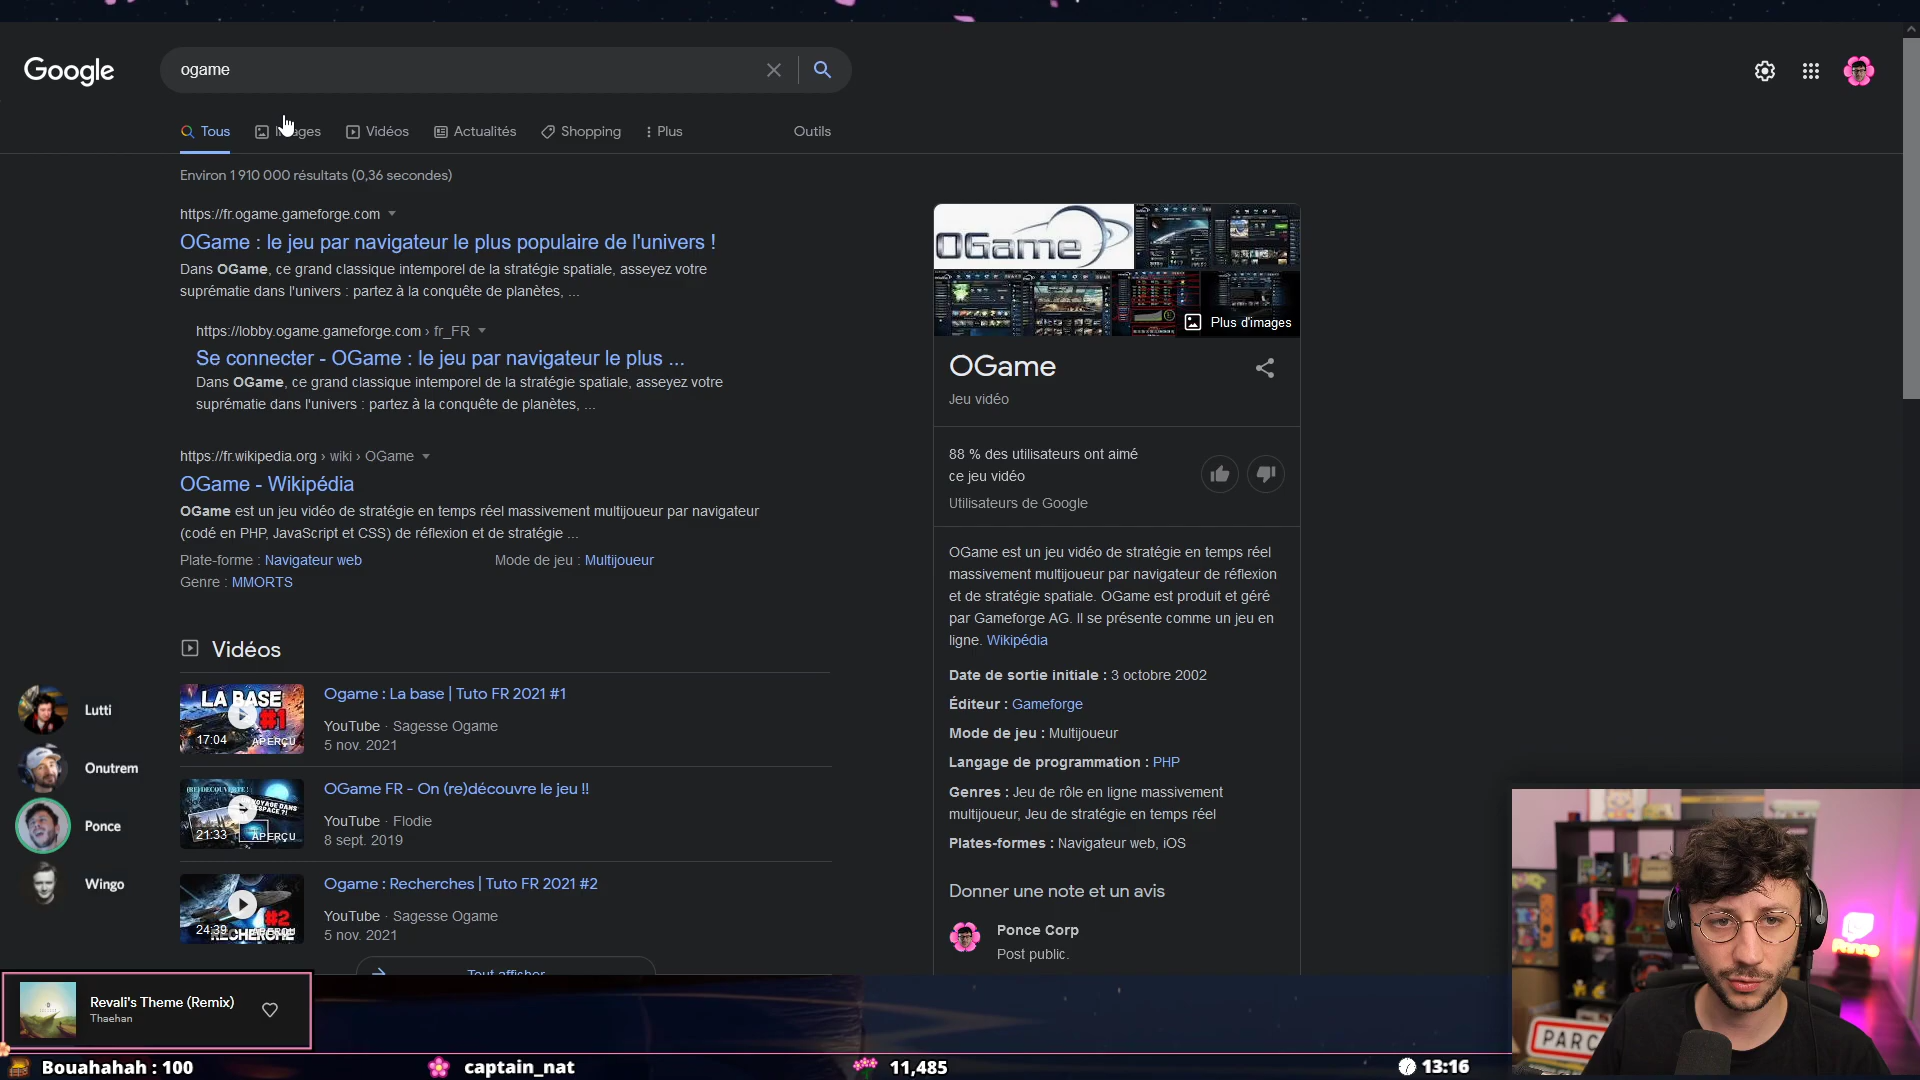 Google
ogame
Tous
Images
Vidéos
Actualités
Shopping
Plus
Outils
Environ 1 910 000 résultats (0,36 secondes)
https://fr.ogame.gameforge.com
OGame : le jeu par navigateur le plus populaire de l'univers !
Dans OGame, ce grand classique intemporel de la stratégie spatiale, asseyez votre
suprématie dans l'univers : partez à la conquête de planètes, ...
https://lobby.ogame.gameforge.com › fr_FR
Se connecter - OGame : le jeu par navigateur le plus ...
Dans OGame, ce grand classique intemporel de la stratégie spatiale, asseyez votre
suprématie dans l'univers : partez à la conquête de planètes, ...
https://fr.wikipedia.org › wiki › OGame
OGame - Wikipédia
OGame est un jeu vidéo de stratégie en temps réel massivement multijoueur par navigateur
(codé en PHP, JavaScript et CSS) de réflexion et de stratégie ...
Plate-forme : Navigateur web
Mode de jeu : Multijoueur
Genre : MMORTS
Vidéos
LA BASE
#1
17:04
APERÇU
Ogame : La base | Tuto FR 2021 #1
YouTube · Sagesse Ogame
5 nov. 2021
21:33
APERÇU
OGame FR - On (re)découvre le jeu !!
YouTube · Flodie
8 sept. 2019
#2
24:39
APERÇU
RECHERCHE
Ogame : Recherches | Tuto FR 2021 #2
YouTube · Sagesse Ogame
5 nov. 2021
Tout afficher
OGame
Plus d'images
OGame
Jeu vidéo
88 % des utilisateurs ont aimé
ce jeu vidéo
Utilisateurs de Google
OGame est un jeu vidéo de stratégie en temps réel
massivement multijoueur par navigateur de réflexion
et de stratégie spatiale. OGame est produit et géré
par Gameforge AG. Il se présente comme un jeu en
ligne. Wikipédia
Date de sortie initiale : 3 octobre 2002
Éditeur : Gameforge
Mode de jeu : Multijoueur
Langage de programmation : PHP
Genres : Jeu de rôle en ligne massivement
multijoueur, Jeu de stratégie en temps réel
Plates-formes : Navigateur web, iOS
Donner une note et un avis
Ponce Corp
Post public.
Lutti
Onutrem
Ponce
Wingo
Revali's Theme (Remix)
Thaehan
Bouahahah : 100
captain_nat
11,485
13:16
Ponce
PARC